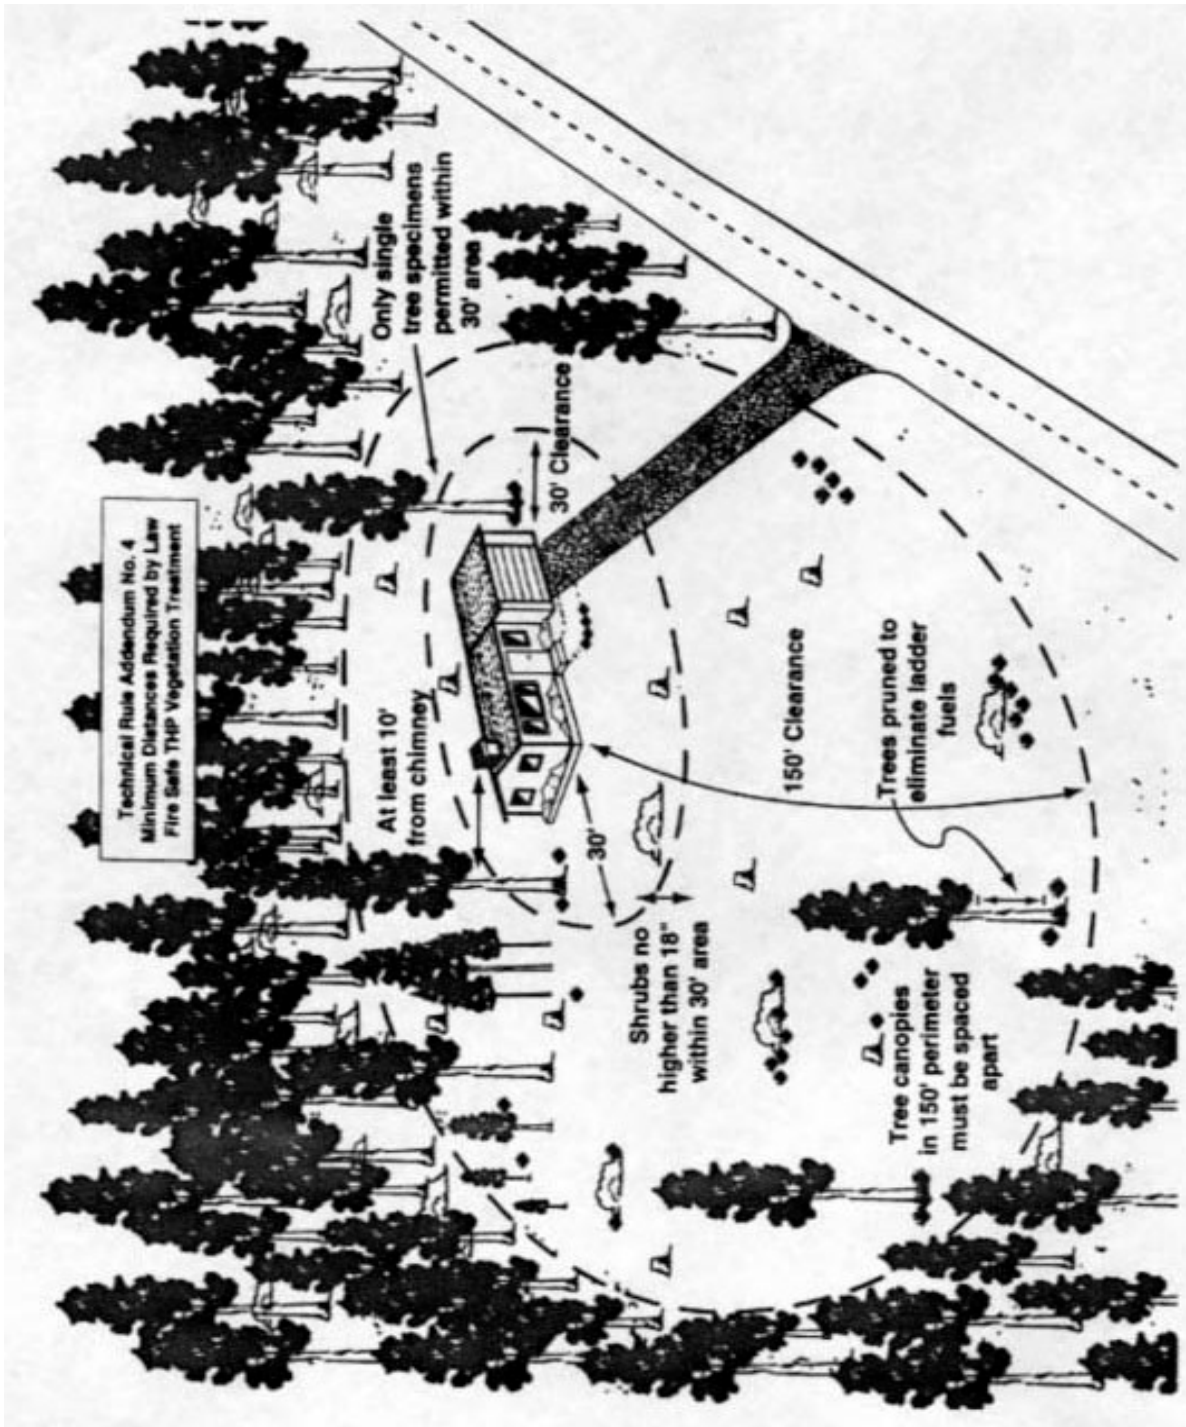 Technical Rule Addendum No. 4
Minimum Distances Required by Law
Fire Safe THP Vegetation Treatment
Only single
tree specimens
permitted within
30' area
At least 10'
from chimney
30' Clearance
30'
Shrubs no
higher than 18"
within 30' area
150' Clearance
Trees pruned to
eliminate ladder
fuels
Tree canopies
in 150' perimeter
must be spaced
apart